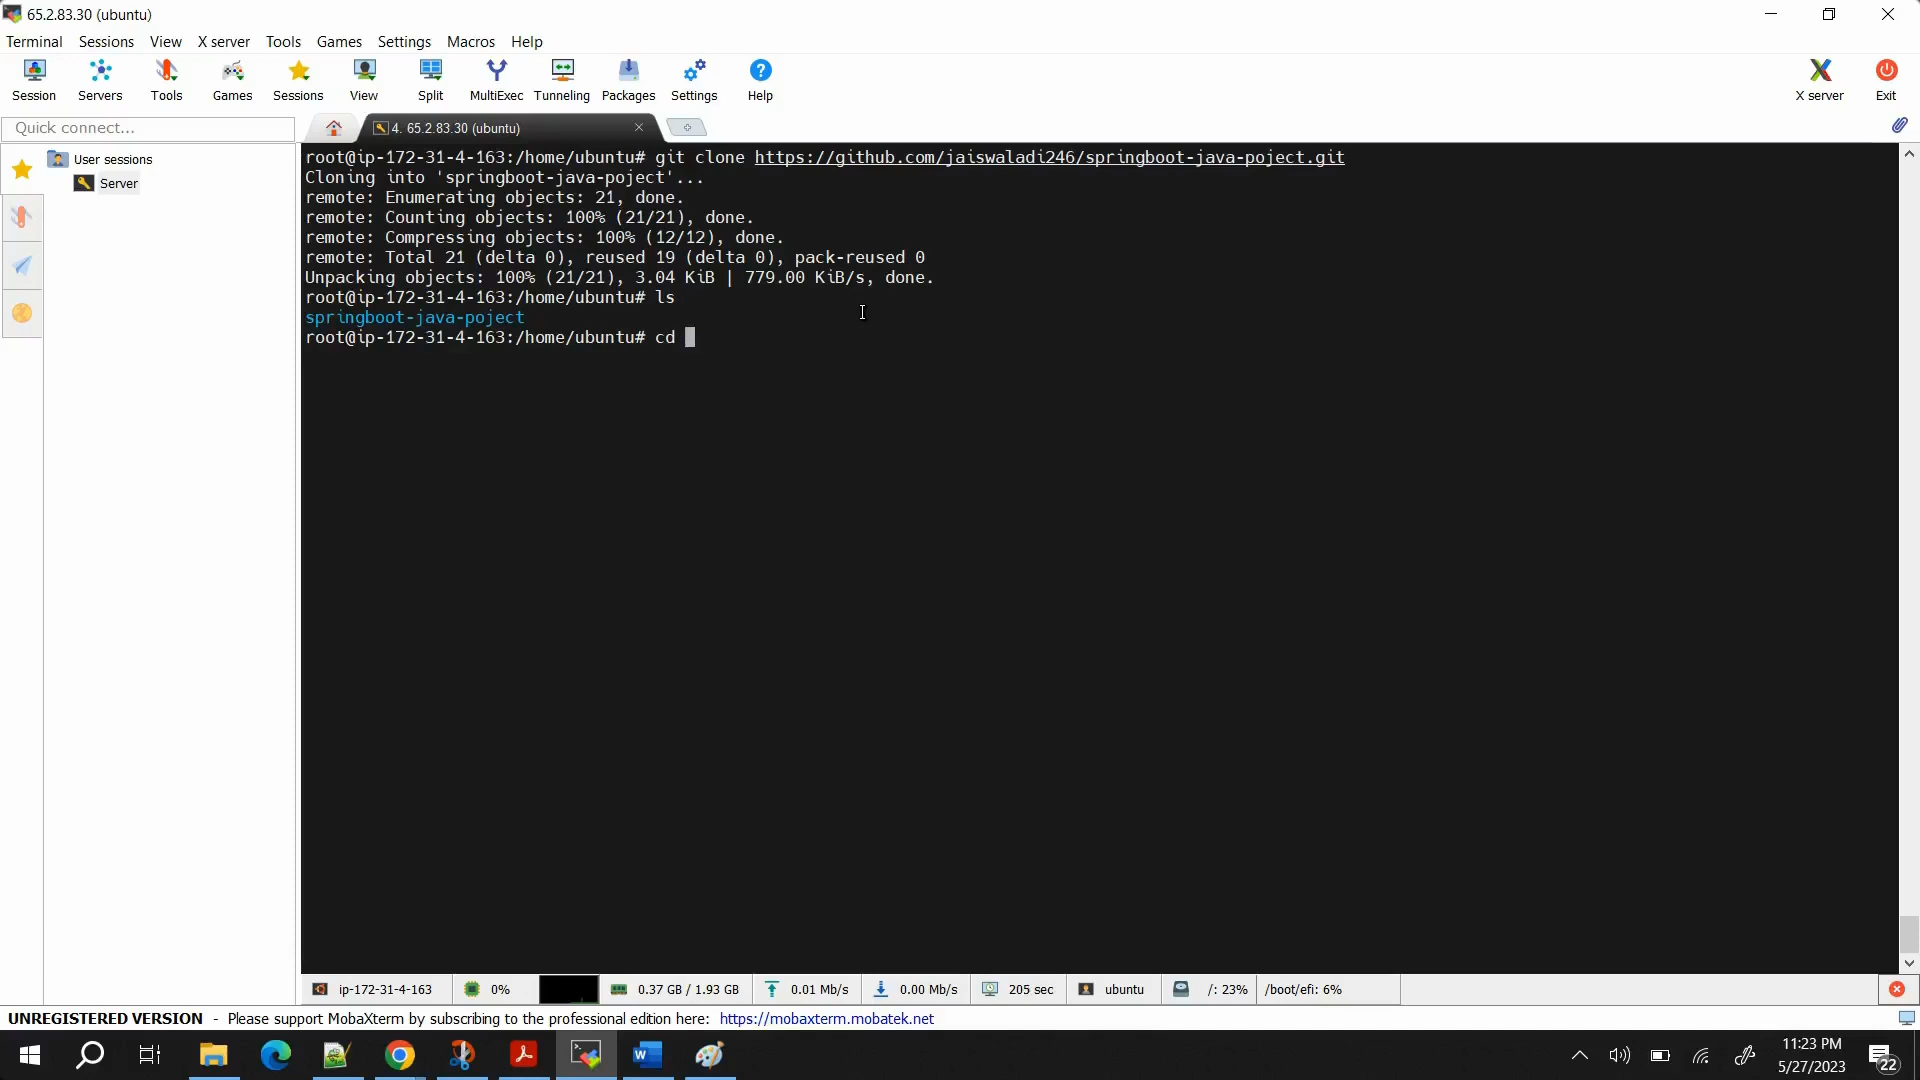 65.2.83.30 (ubuntu)
Terminal Sessions View X server Tools Games Settings Macros Help
Session Servers Tools Games Sessions View Split MultiExec Tunneling Packages Settings Help X server Exit
Quick connect...
4. 65.2.83.30 (ubuntu)
User sessions
Server
root@ip-172-31-4-163:/home/ubuntu# git clone https://github.com/jaiswaladi246/springboot-java-poject.git
Cloning into 'springboot-java-poject'...
remote: Enumerating objects: 21, done.
remote: Counting objects: 100% (21/21), done.
remote: Compressing objects: 100% (12/12), done.
remote: Total 21 (delta 0), reused 19 (delta 0), pack-reused 0
Unpacking objects: 100% (21/21), 3.04 KiB | 779.00 KiB/s, done.
root@ip-172-31-4-163:/home/ubuntu# ls
springboot-java-poject
root@ip-172-31-4-163:/home/ubuntu# cd
ip-172-31-4-163 0% 0.37 GB / 1.93 GB 0.01 Mb/s 0.00 Mb/s 205 sec ubuntu /: 23% /boot/efi: 6%
UNREGISTERED VERSION - Please support MobaXterm by subscribing to the professional edition here: https://mobaxterm.mobatek.net
11:23 PM
5/27/2023
22